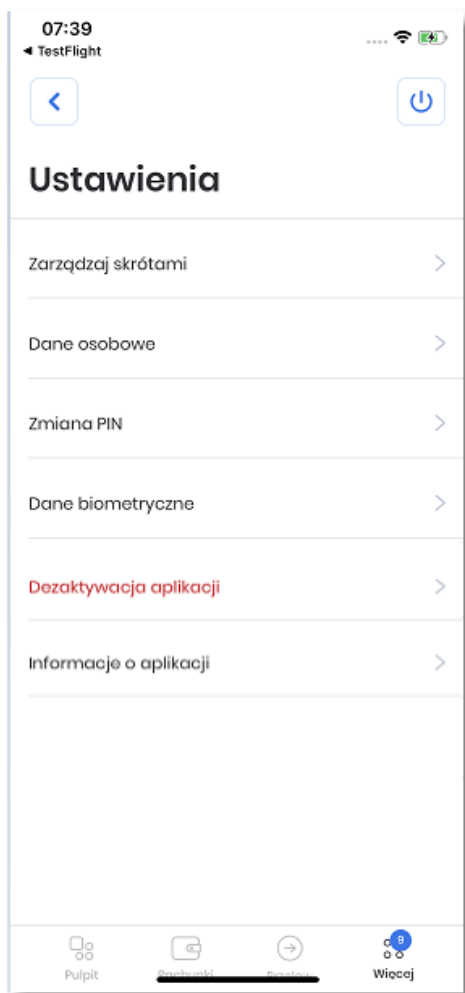 07:39
◀ TestFlight
Ustawienia
Zarządzaj skrótami
Dane osobowe
Zmiana PIN
Dane biometryczne
Dezaktywacja aplikacji
Informacje o aplikacji
9
Pulpit
Rachunki
Więcej